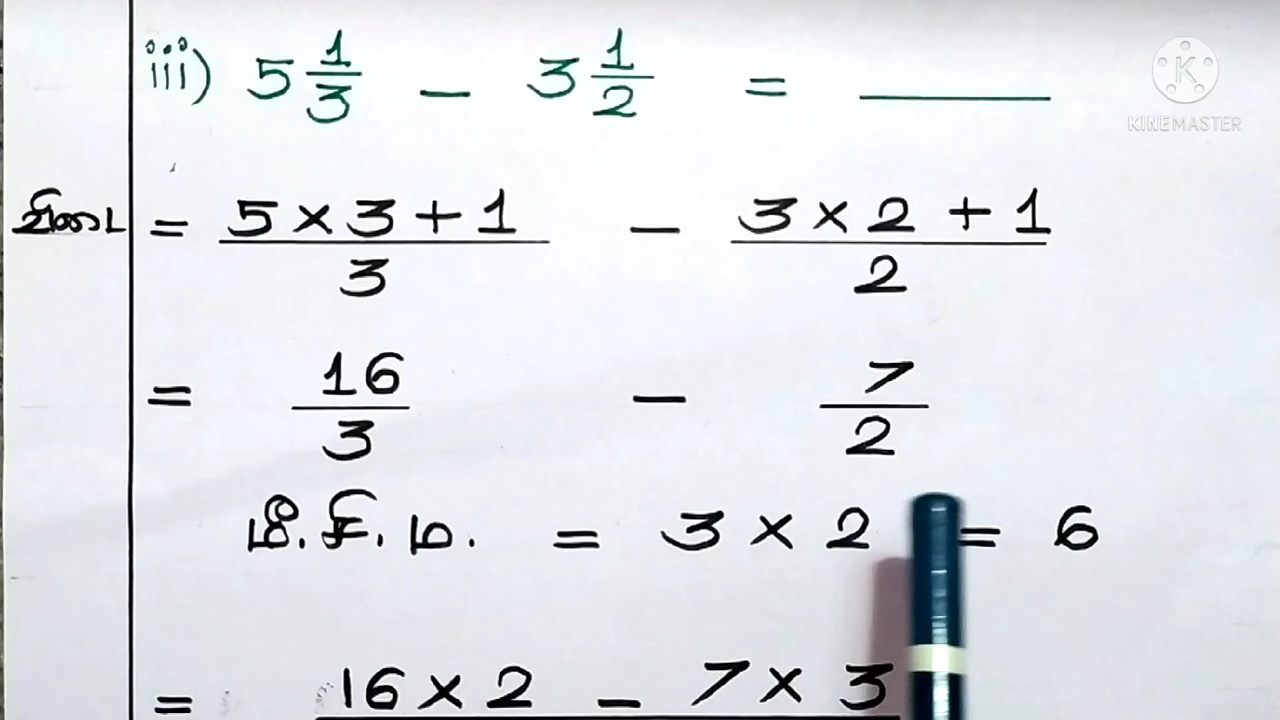 iii) 5 1/3 - 3 1/2 = ______
KINEMASTER
விடை = 5 × 3 + 1 / 3 - 3 × 2 + 1 / 2
= 16/3 - 7/2
மீ.சி.ம. = 3 × 2 = 6
= 16 × 2 - 7 × 3